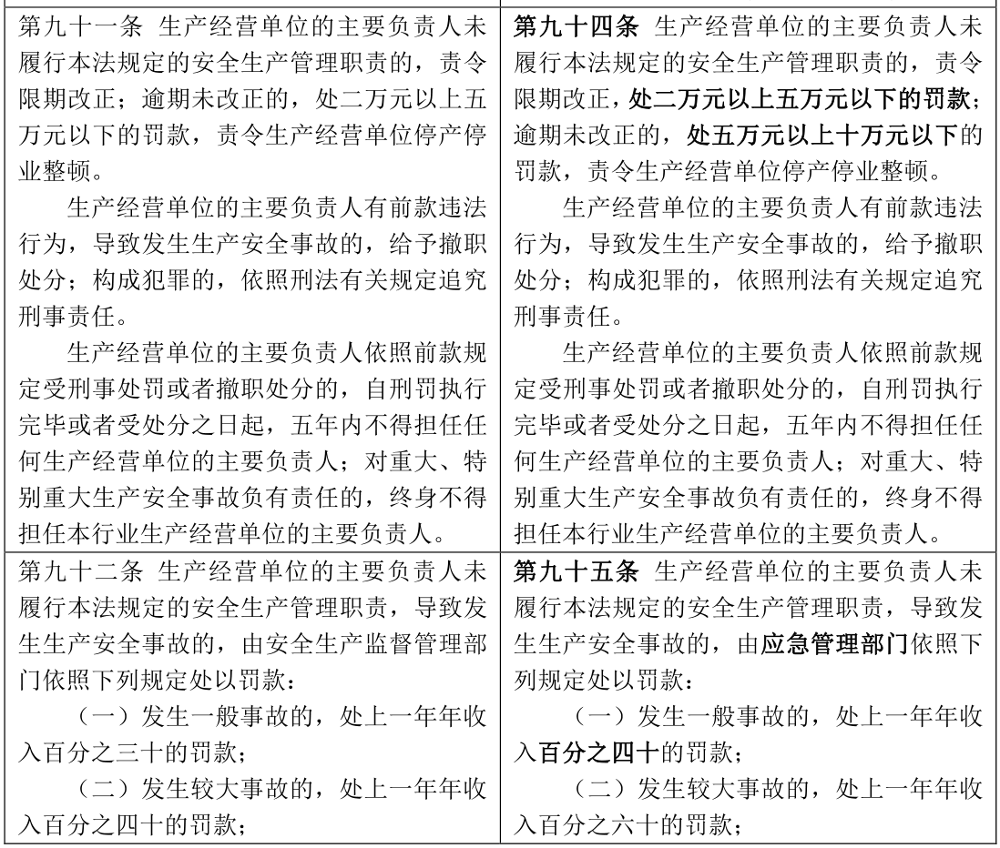 第九十一条 生产经营单位的主要负责人未
履行本法规定的安全生产管理职责的，责令
限期改正；逾期未改正的，处二万元以上五
万元以下的罚款，责令生产经营单位停产停
业整顿。
生产经营单位的主要负责人有前款违法
行为，导致发生生产安全事故的，给予撤职
处分；构成犯罪的，依照刑法有关规定追究
刑事责任。
生产经营单位的主要负责人依照前款规
定受刑事处罚或者撤职处分的，自刑罚执行
完毕或者受处分之日起，五年内不得担任任
何生产经营单位的主要负责人；对重大、特
别重大生产安全事故负有责任的，终身不得
担任本行业生产经营单位的主要负责人。
第九十四条 生产经营单位的主要负责人未
履行本法规定的安全生产管理职责的，责令
限期改正，处二万元以上五万元以下的罚款；
逾期未改正的，处五万元以上十万元以下的
罚款，责令生产经营单位停产停业整顿。
生产经营单位的主要负责人有前款违法
行为，导致发生生产安全事故的，给予撤职
处分；构成犯罪的，依照刑法有关规定追究
刑事责任。
生产经营单位的主要负责人依照前款规
定受刑事处罚或者撤职处分的，自刑罚执行
完毕或者受处分之日起，五年内不得担任任
何生产经营单位的主要负责人；对重大、特
别重大生产安全事故负有责任的，终身不得
担任本行业生产经营单位的主要负责人。
第九十二条 生产经营单位的主要负责人未
履行本法规定的安全生产管理职责，导致发
生生产安全事故的，由安全生产监督管理部
门依照下列规定处以罚款：
（一）发生一般事故的，处上一年年收
入百分之三十的罚款；
（二）发生较大事故的，处上一年年收
入百分之四十的罚款；
第九十五条 生产经营单位的主要负责人未
履行本法规定的安全生产管理职责，导致发
生生产安全事故的，由应急管理部门依照下
列规定处以罚款：
（一）发生一般事故的，处上一年年收
入百分之四十的罚款；
（二）发生较大事故的，处上一年年收
入百分之六十的罚款；